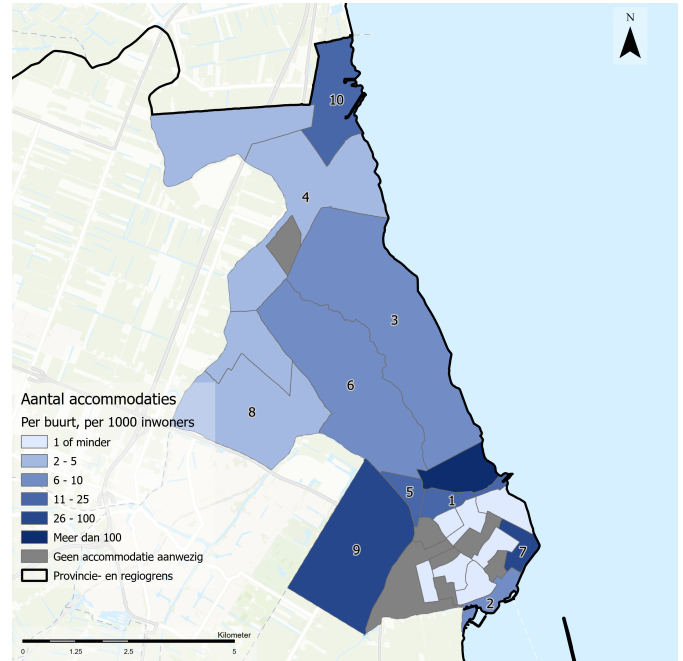 N
10
4
3
6
8
5
1
9
7
2
Aantal accommodaties
Per buurt, per 1000 inwoners
1 of minder
2 - 5
6 - 10
11 - 25
26 - 100
Meer dan 100
Geen accommodatie aanwezig
Provincie- en regiogrens
Kilometer
0 1.25 2.5 5